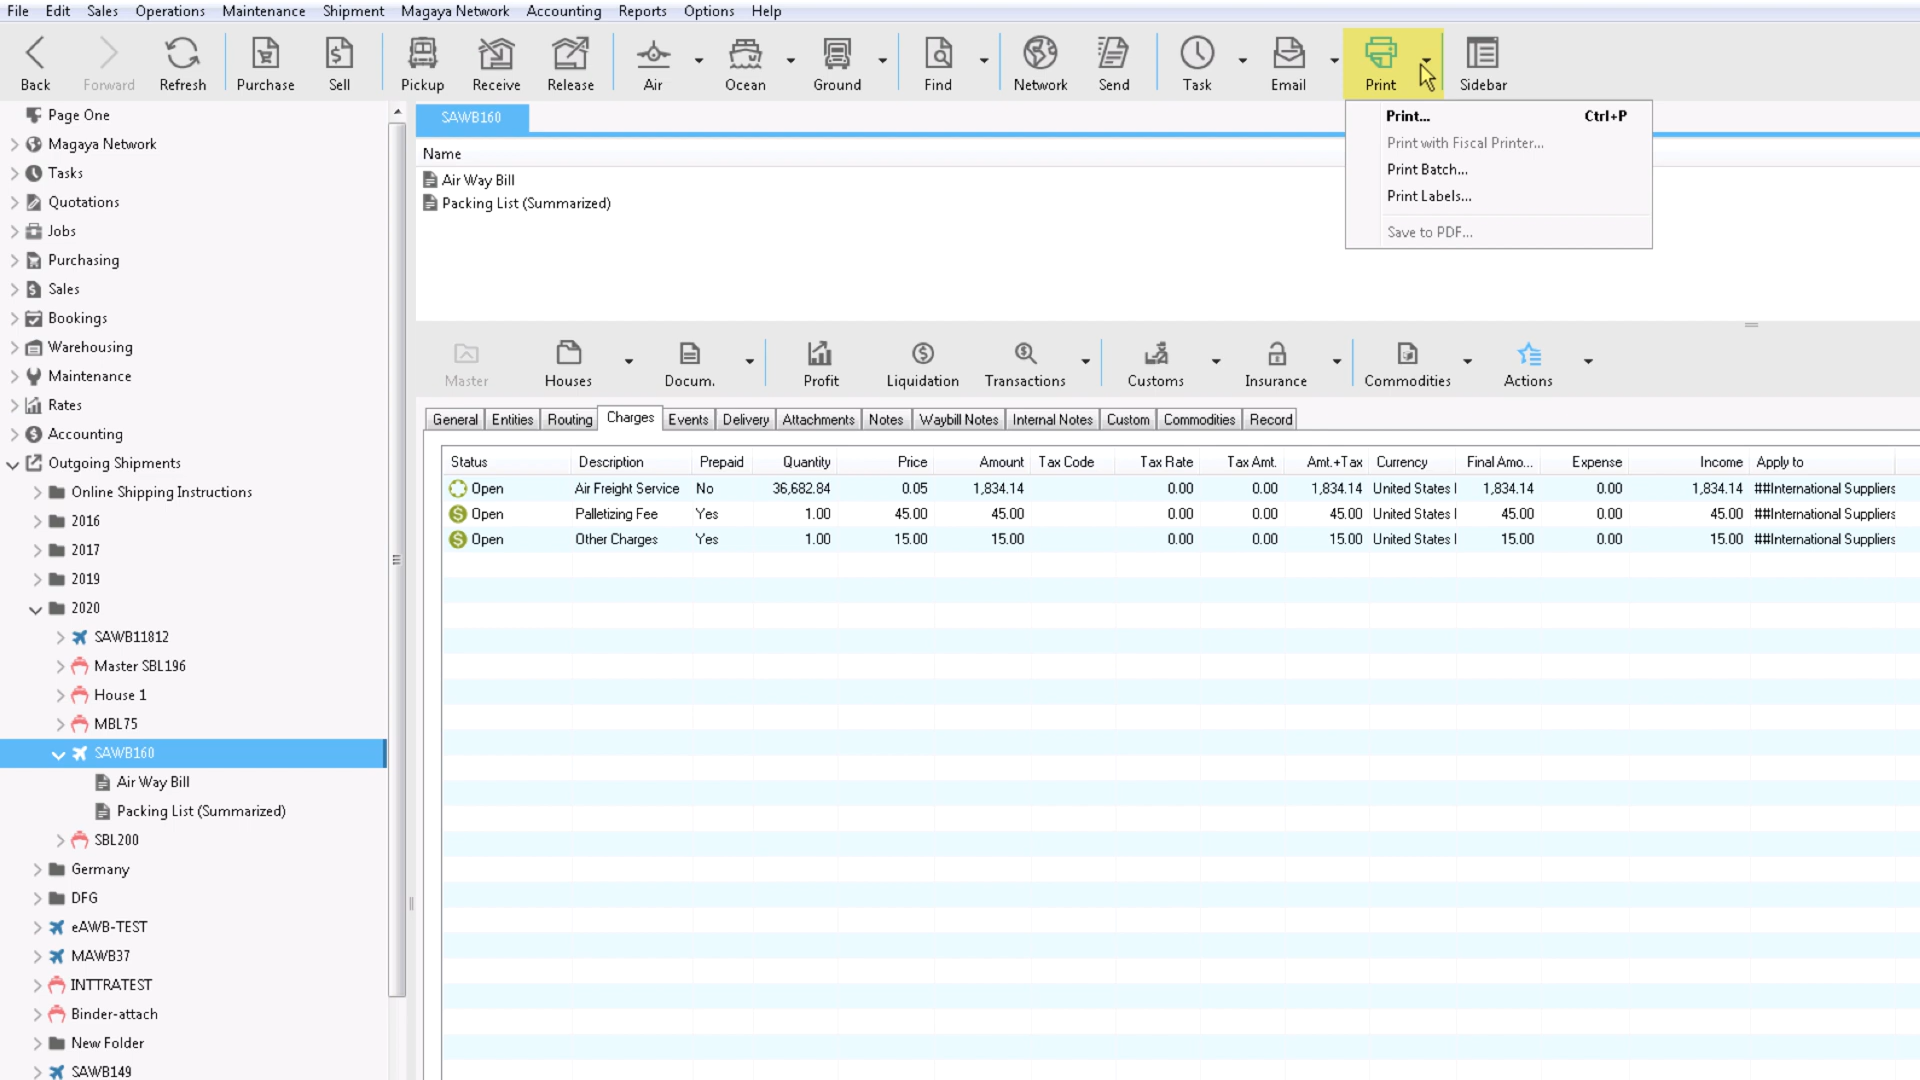 File Edit Sales Operations Maintenance Shipment Magaya Network Accounting Reports Options Help
Back Forward Refresh Purchase Sell Pickup Receive Release Air Ocean Ground Find Network Send Task Email Print Sidebar
Page One
Magaya Network
Tasks
Quotations
Jobs
Purchasing
Sales
Bookings
Warehousing
Maintenance
Rates
Accounting
Outgoing Shipments
Online Shipping Instructions
2016
2017
2019
2020
SAWB11812
Master SBL196
House 1
MBL75
SAWB160
Air Way Bill
Packing List (Summarized)
SBL200
Germany
DFG
eAWB-TEST
MAWB37
INTTRATEST
Binder-attach
New Folder
SAWB149
SAWB160
Name
Air Way Bill
Packing List (Summarized)
Print... Ctrl+P
Print with Fiscal Printer...
Print Batch...
Print Labels...
Save to PDF...
Master Houses Docum. Profit Liquidation Transactions Customs Insurance Commodities Actions
General Entities Routing Charges Events Delivery Attachments Notes Waybill Notes Internal Notes Custom Commodities Record
Status Description Prepaid Quantity Price Amount Tax Code Tax Rate Tax Amt. Amt.+Tax Currency Final Amo... Expense Income Apply to
Open Air Freight Service No 36,682.84 0.05 1,834.14 0.00 0.00 1,834.14 United States 1,834.14 0.00 1,834.14 ##International Suppliers
Open Palletizing Fee Yes 1.00 45.00 45.00 0.00 0.00 45.00 United States 45.00 0.00 45.00 ##International Suppliers
Open Other Charges Yes 1.00 15.00 15.00 0.00 0.00 15.00 United States 15.00 0.00 15.00 ##International Suppliers